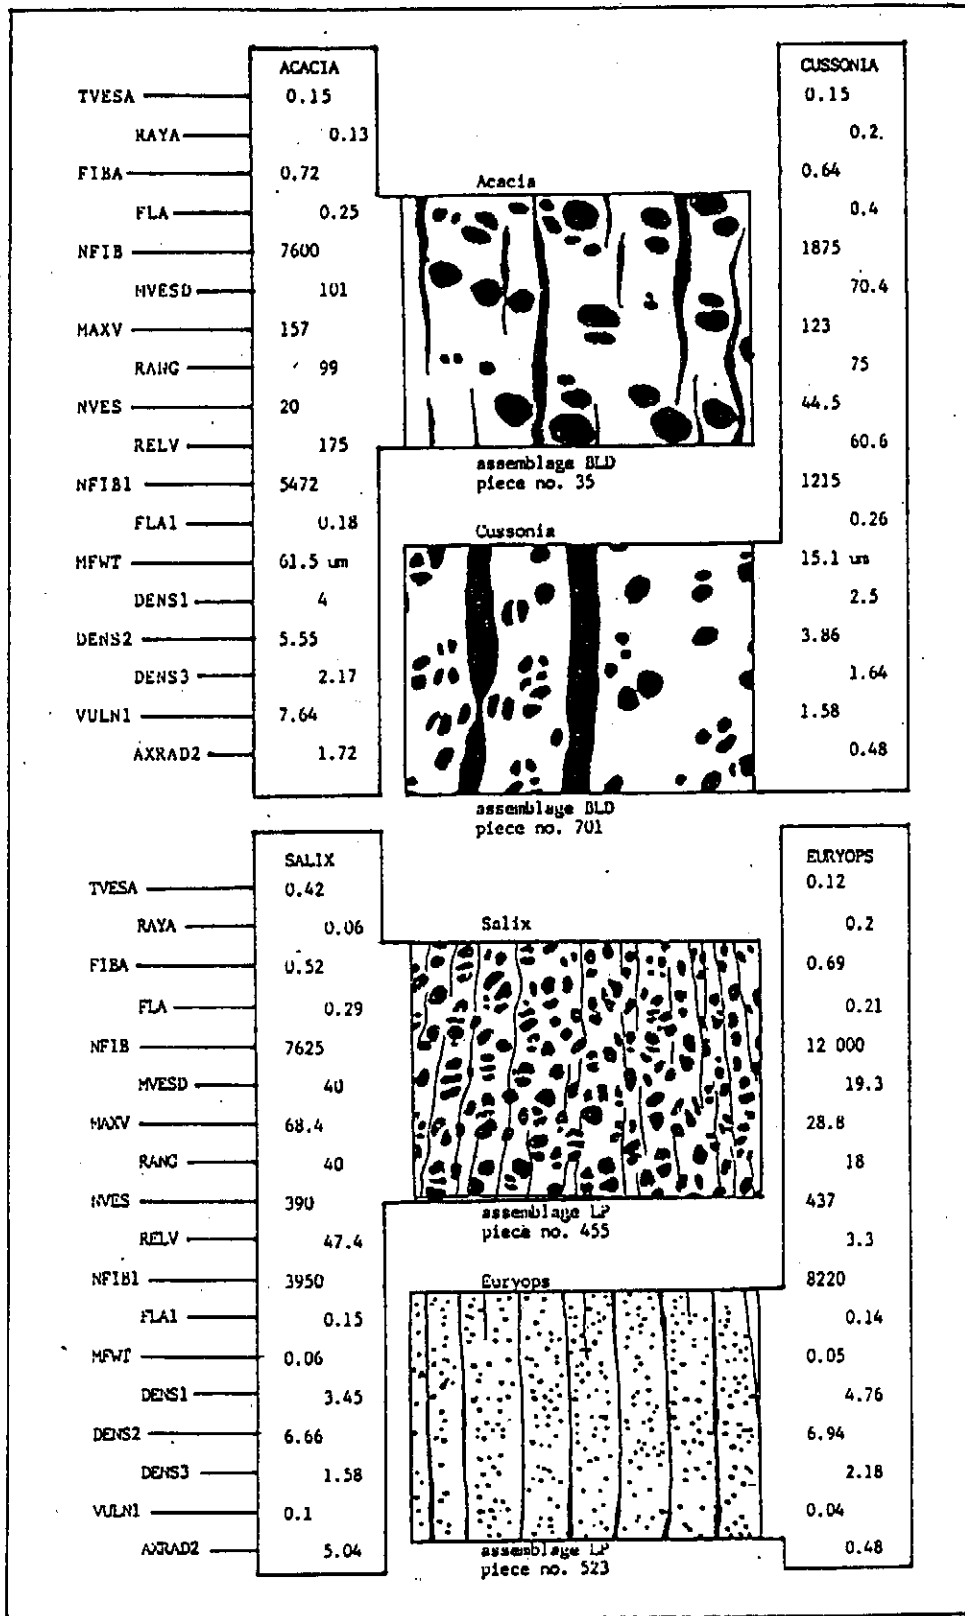 ACACIA CUSSONIA
TVESA 0.15 0.15
RAYA 0.13 0.2.
FIBA 0.72 0.64
Acacia
FLA 0.25 0.4
NFIB 7600 1875
MVESD 101 70.4
MAXV 157 123
RANG 99 75
NVES 20 44.5
RELV 175 60.6
assemblage BLD
piece no. 35
NFIB1 5472 1215
FLA1 0.18 0.26
Cussonia
MFWT 61.5 um 15.1 um
DENS1 4 2.5
DENS2 5.55 3.86
DENS3 2.17 1.64
VULN1 7.64 1.58
AXRAD2 1.72 0.48
assemblage BLD
piece no. 701
SALIX EURYOPS
TVESA 0.42 0.12
RAYA 0.06 0.2
Salix
FIBA 0.52 0.69
FLA 0.29 0.21
NFIB 7625 12 000
MVESD 40 19.3
MAXV 68.4 28.8
RANG 40 18
NVES 390 437
assemblage LP
piece no. 455
RELV 47.4 3.3
NFIB1 3950 8220
Euryops
FLA1 0.15 0.14
MFWT 0.06 0.05
DENS1 3.45 4.76
DENS2 6.66 6.94
DENS3 1.58 2.18
VULN1 0.1 0.04
AXRAD2 5.04 0.48
assemblage LP
piece no. 523